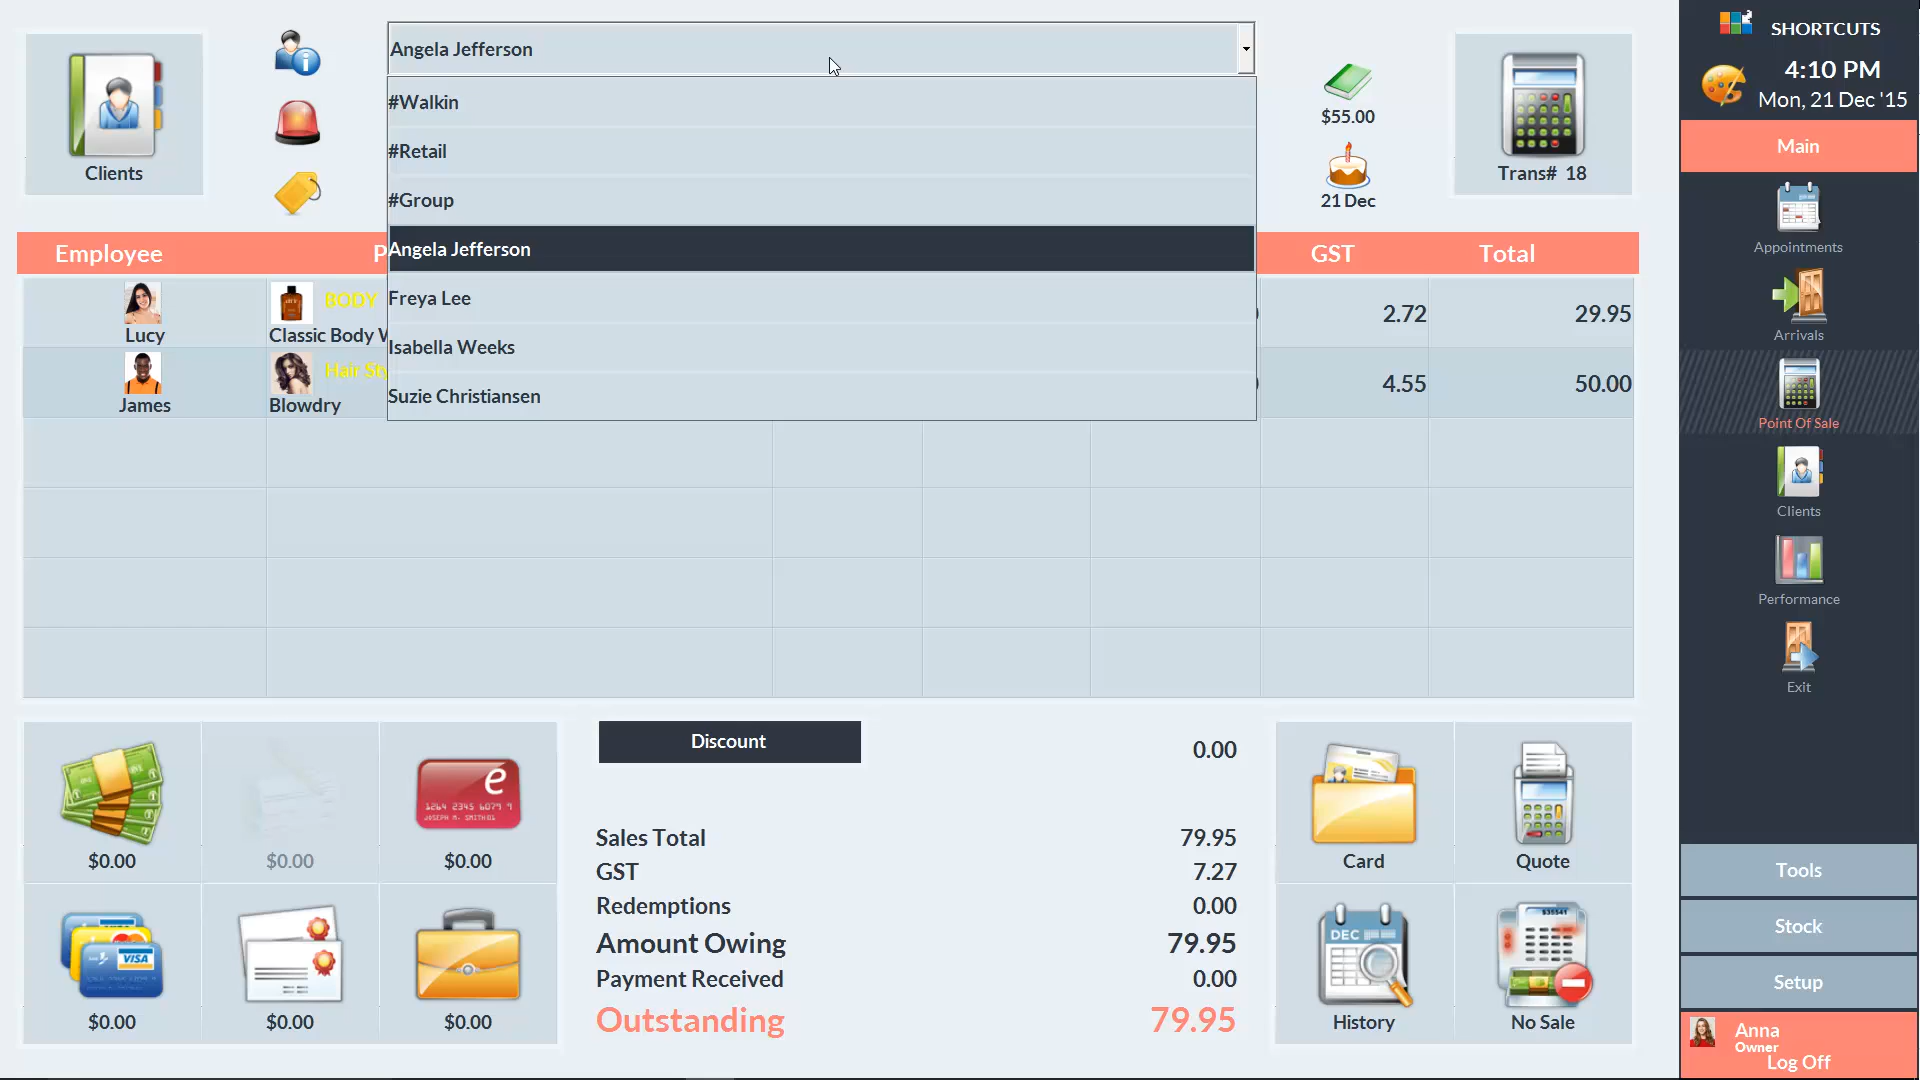 Angela Jefferson
#Walkin
#Retail
#Group
Angela Jefferson
Freya Lee
Isabella Weeks
Suzie Christiansen
Clients
$55.00
21 Dec
Trans# 18
Employee
GST
Total
Lucy
BODY
Classic Body
2.72
29.95
James
Hair
Blowdry
4.55
50.00
$0.00
$0.00
$0.00
$0.00
$0.00
$0.00
VISA
Discount
0.00
Sales Total 79.95
GST 7.27
Redemptions 0.00
Amount Owing 79.95
Payment Received 0.00
Outstanding 79.95
Card
Quote
DEC
History
No Sale
SHORTCUTS
4:10 PM
Mon, 21 Dec '15
Main
Appointments
Arrivals
Point Of Sale
Clients
Performance
Exit
Tools
Stock
Setup
Anna
Owner
Log Off